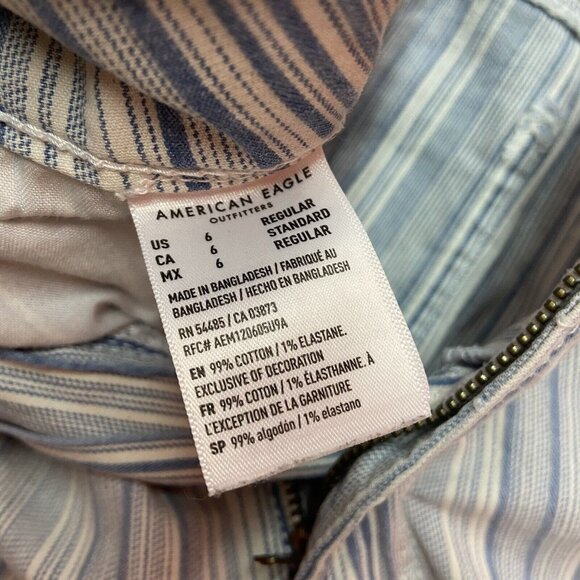 AMERICAN EAGLE
OUTFITTERS
US 6 REGULAR
CA 6 STANDARD
MX 6 REGULAR
MADE IN BANGLADESH / FABRIQUÉ AU
BANGLADESH / HECHO EN BANGLADESH
RN 54485 / CA 03873
RFC# AEM120605U9A
EN 99% COTTON / 1% ELASTANE.
EXCLUSIVE OF DECORATION
FR 99% COTON / 1% ÉLASTHANNE. À
L'EXCEPTION DE LA GARNITURE
SP 99% algodón / 1% elastano